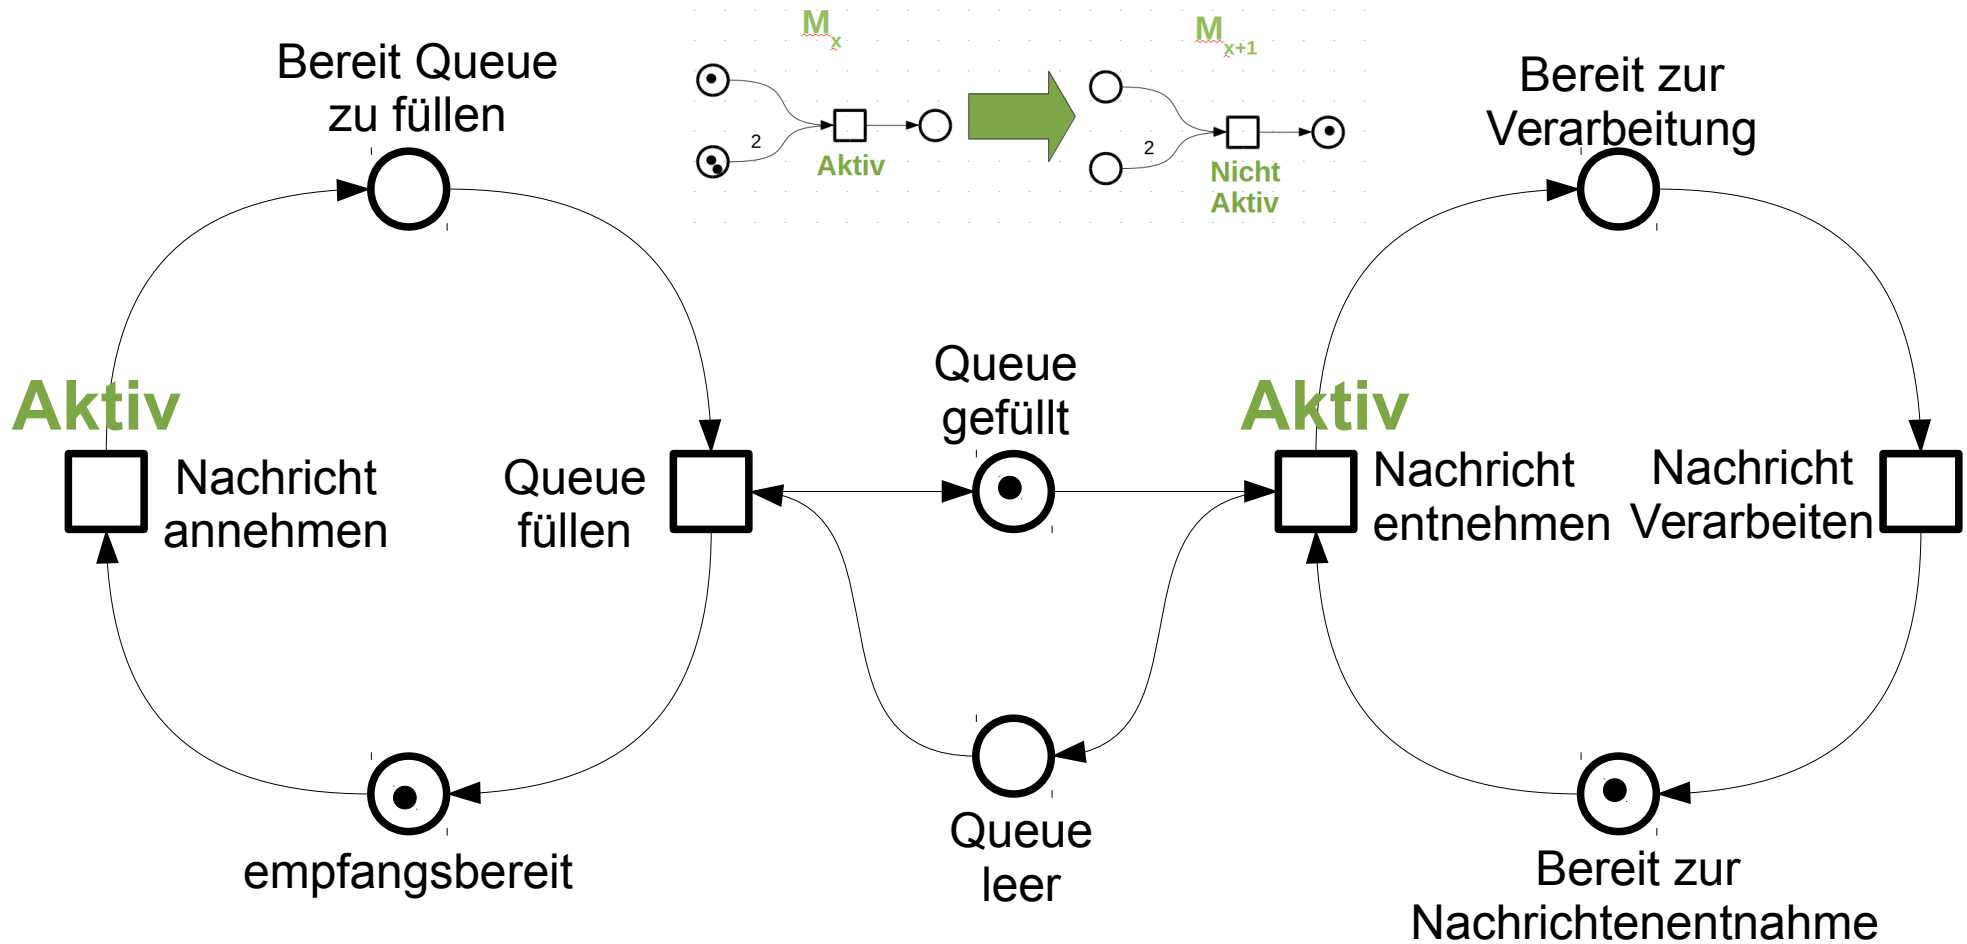 Bereit Queue
zu füllen
M
x
2
Aktiv
M
x+1
2
Nicht
Aktiv
Bereit zur
Verarbeitung
Aktiv
Nachricht
annehmen
Queue
füllen
Queue
gefüllt
Aktiv
Nachricht
entnehmen
Nachricht
Verarbeiten
empfangsbereit
Queue
leer
Bereit zur
Nachrichtenentnahme